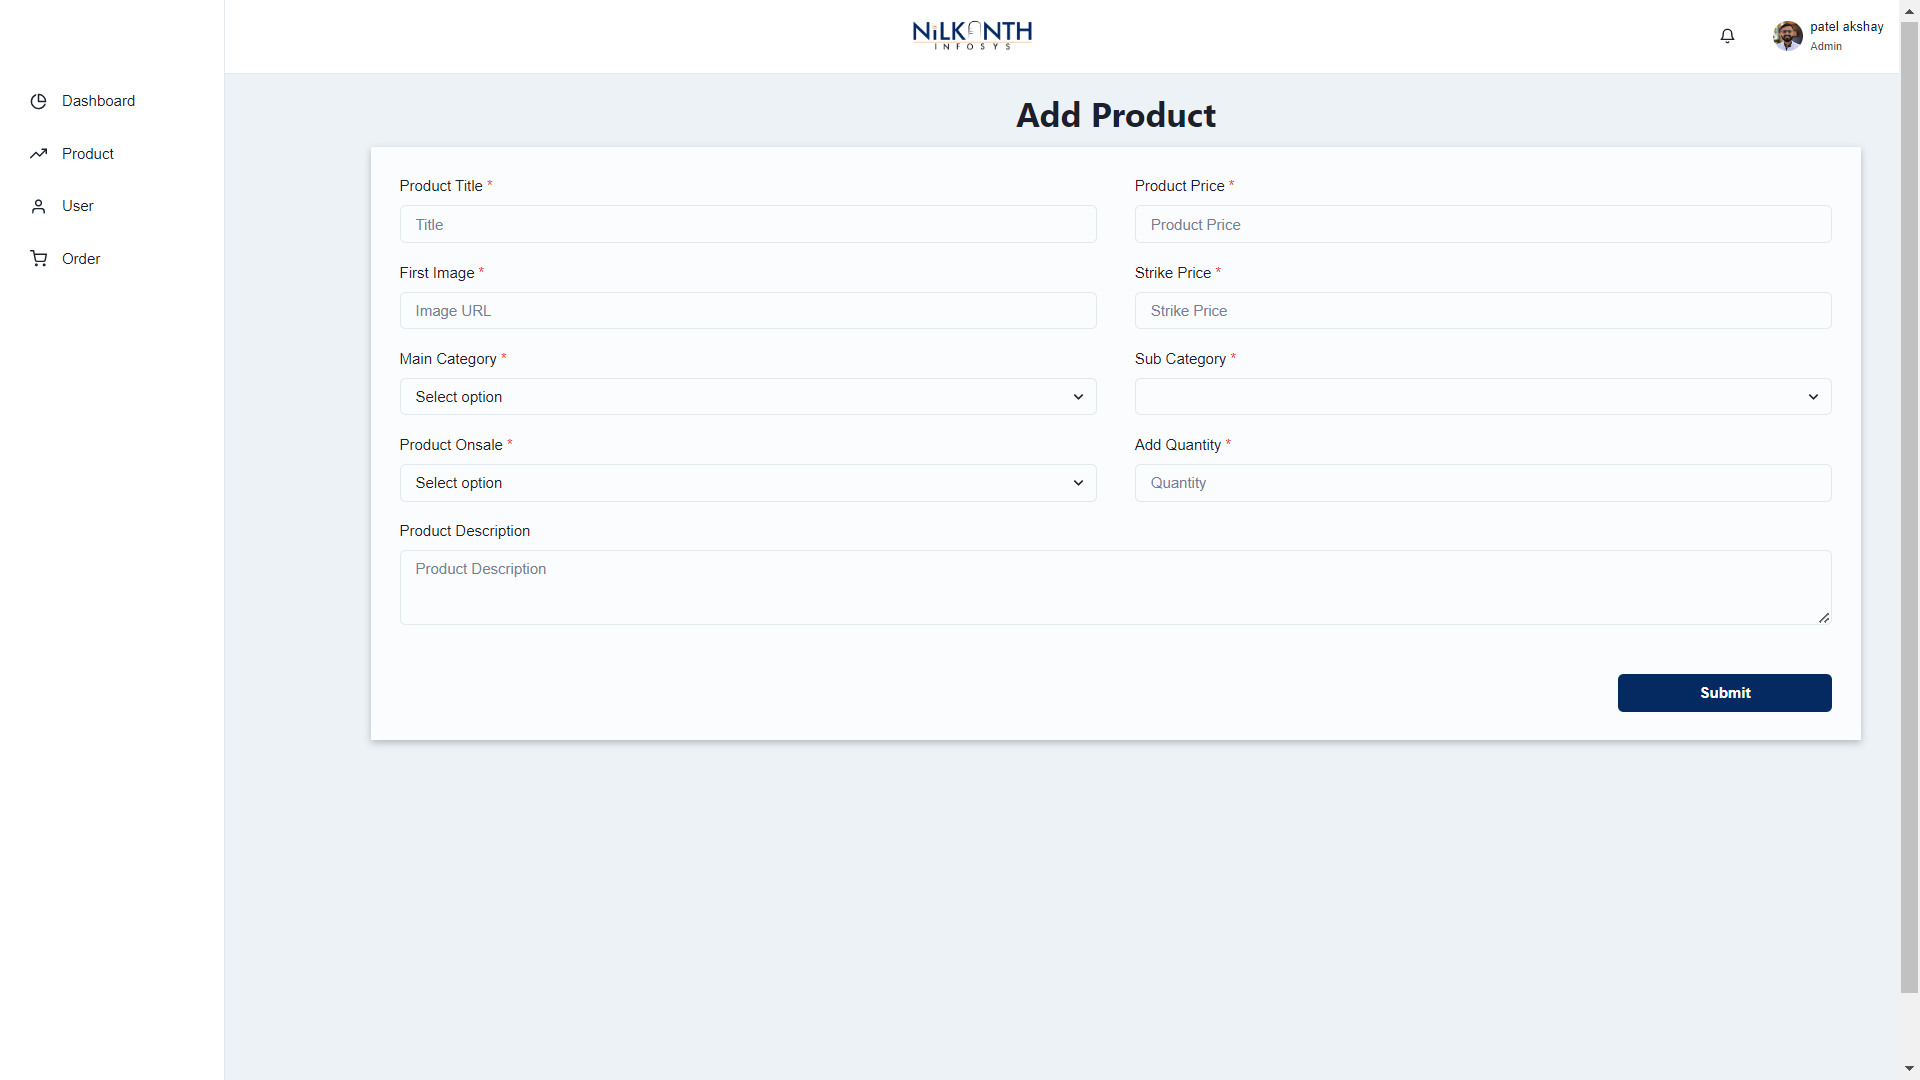 NiLKANTH
INFOSYS
patel akshay
Admin
Dashboard
Product
User
Order
Add Product
Product Title *
Title
Product Price *
Product Price
First Image *
Image URL
Strike Price *
Strike Price
Main Category *
Select option
Sub Category *
Product Onsale *
Select option
Add Quantity *
Quantity
Product Description
Product Description
Submit